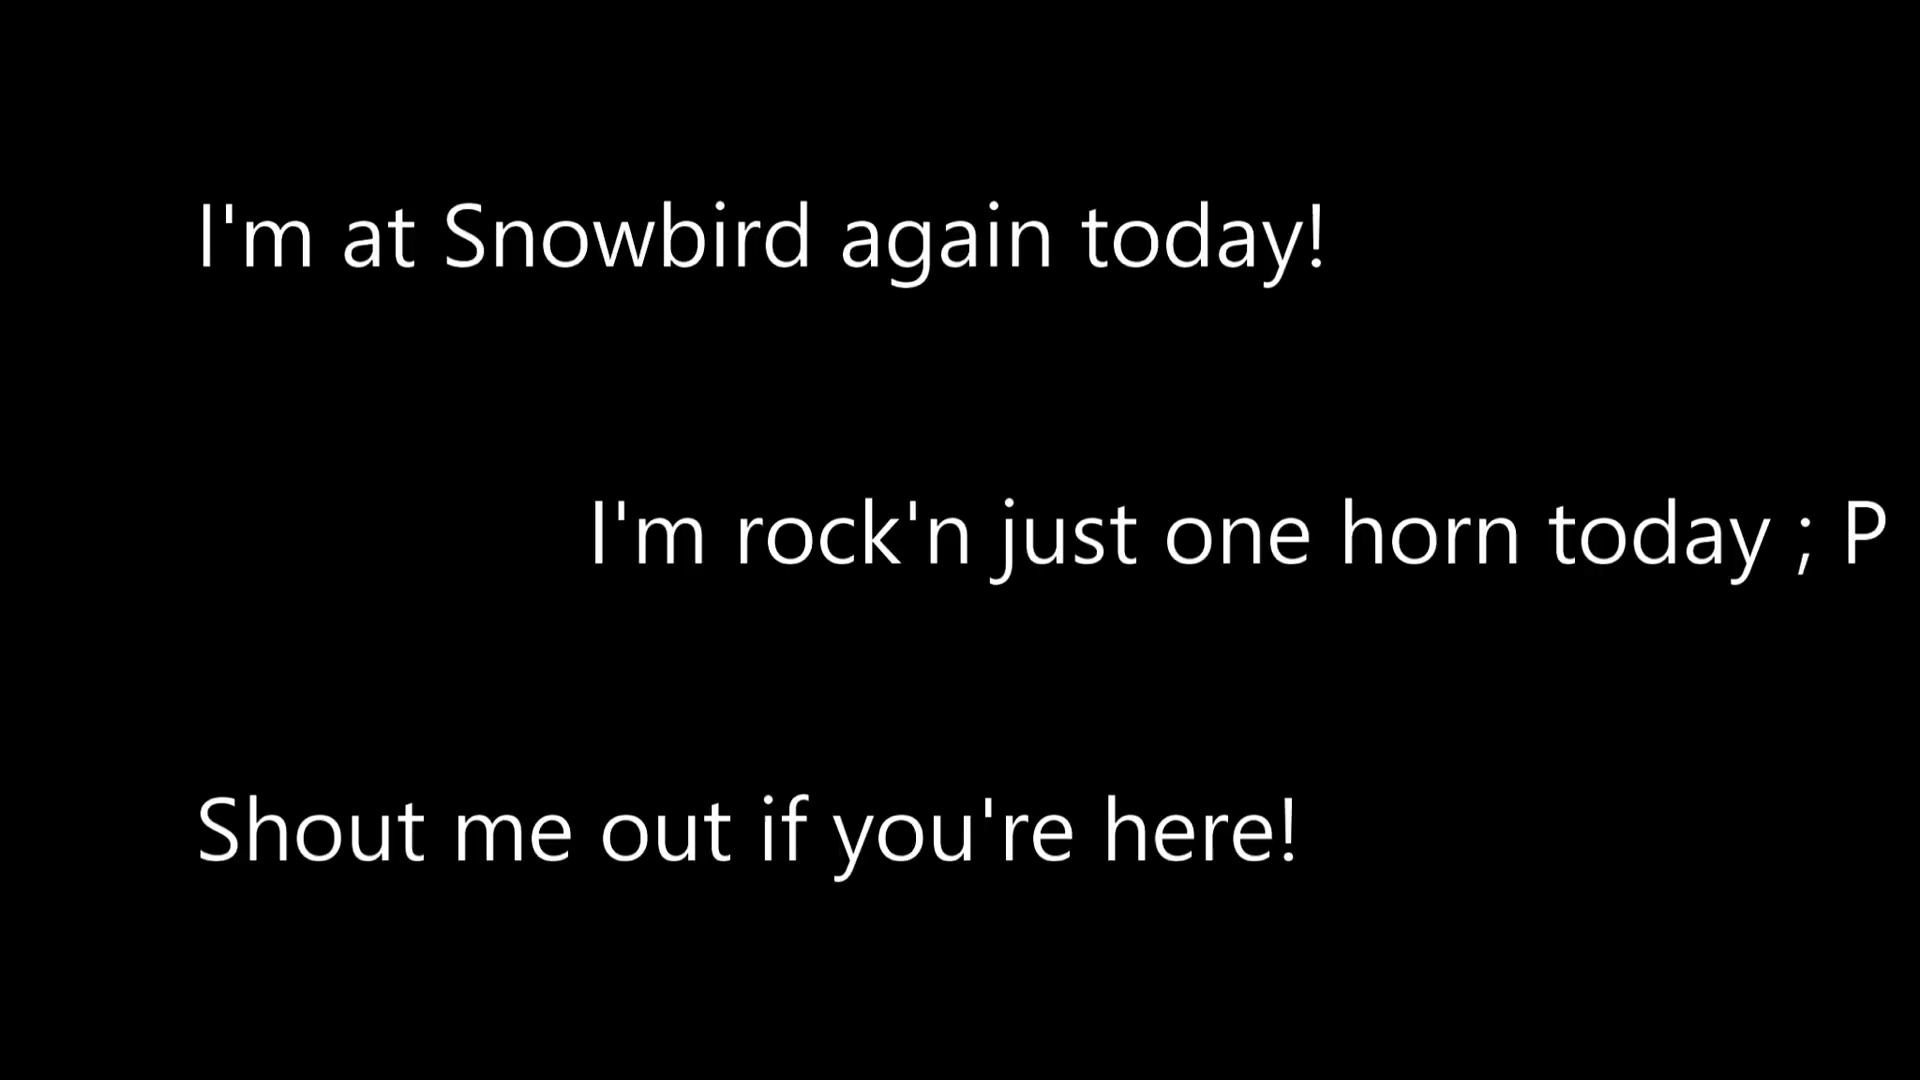 I'm at Snowbird again today!
I'm rock'n just one horn today ; P
Shout me out if you're here!